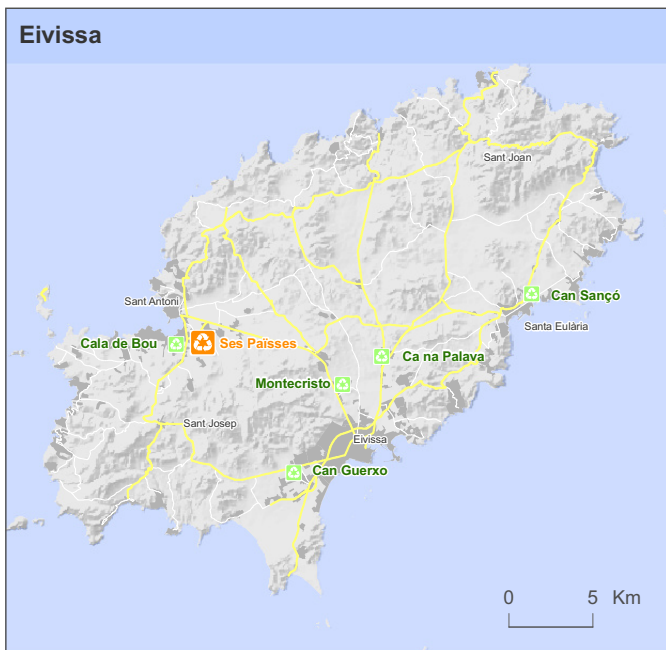 Eivissa
Sant Joan
Can Sançó
Sant Antoni
Santa Eulària
Cala de Bou
Ses Païsses
Ca na Palava
Montecristo
Sant Josep
Eivissa
Can Guerxo
0 5 Km